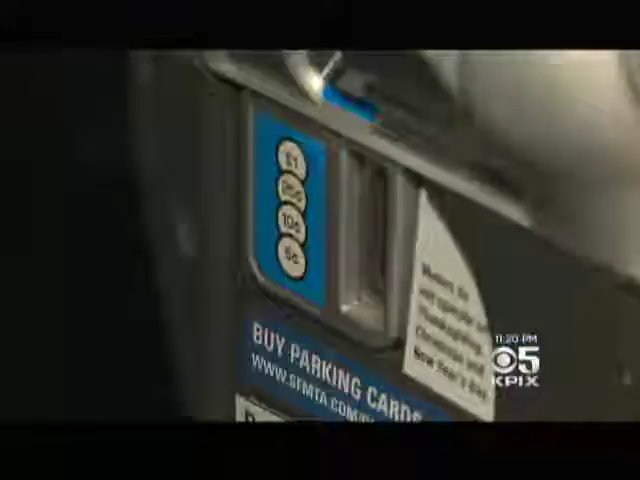 $1
25¢
10¢
5¢
BUY PARKING CARDS
WWW.SFMTA.COM/
Meters do
not operate on
Thanksgiving,
Christmas and
New Year's Day
11:20 PM
5
KPIX